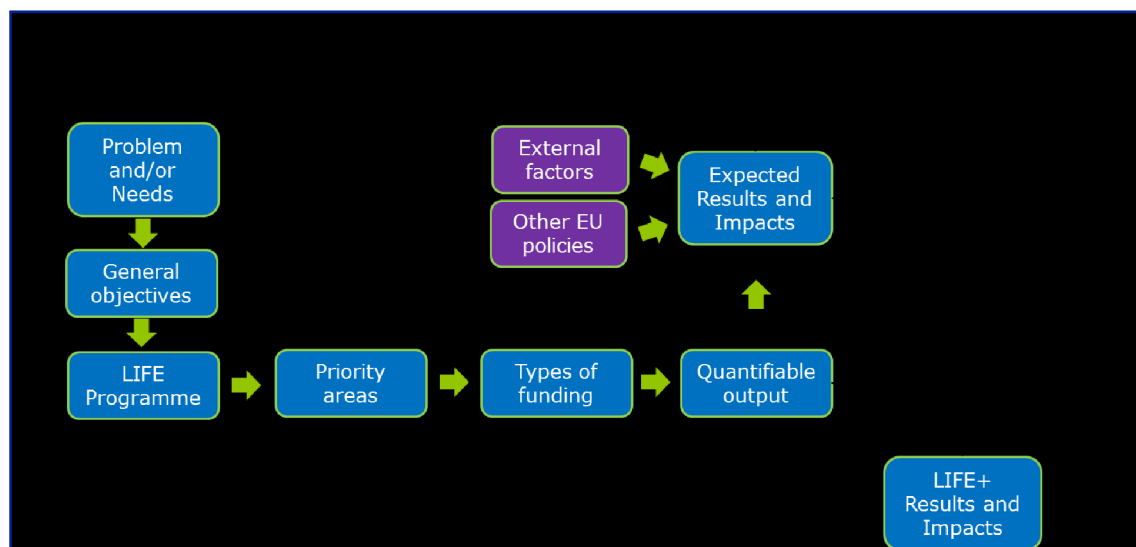 Problem
and/or
Needs
General
objectives
LIFE
Programme
Priority
areas
Types of
funding
Quantifiable
output
External
factors
Other EU
policies
Expected
Results and
Impacts
LIFE+
Results and
Impacts